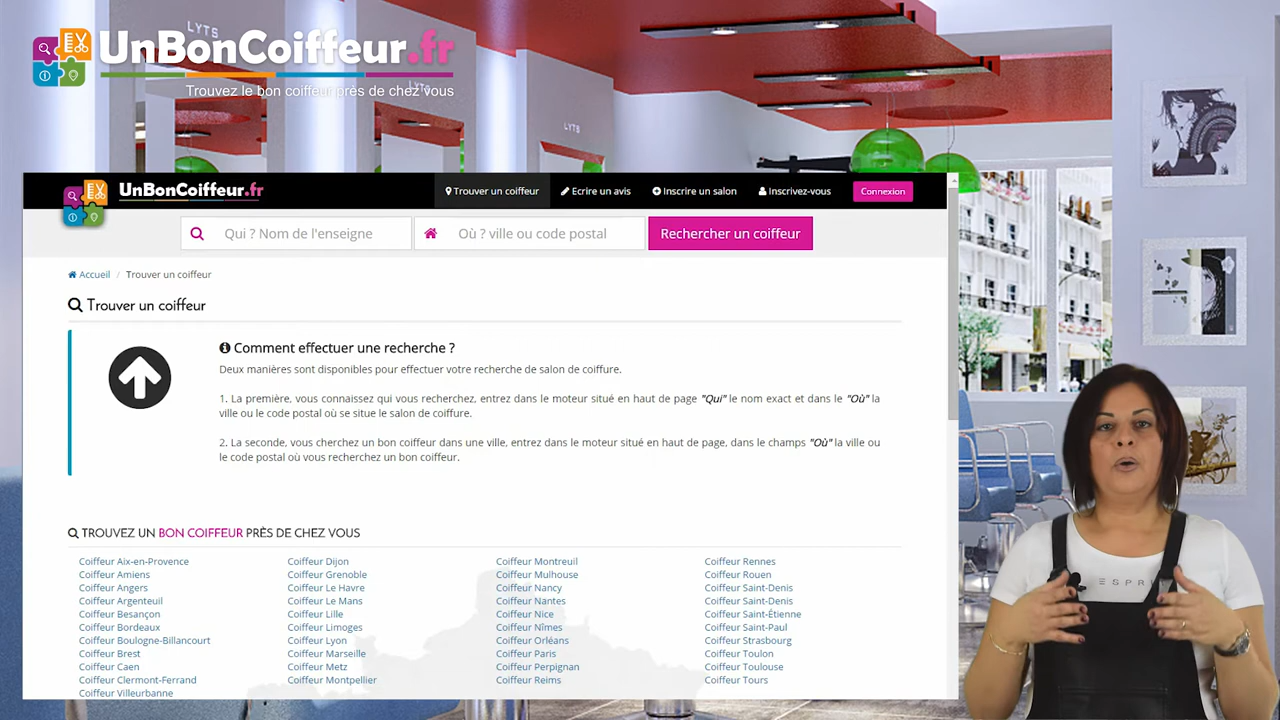 LYTS
UnBonCoiffeur.fr
Trouvez le bon coiffeur près de chez vous
LYTS
UnBonCoiffeur.fr
Trouver un coiffeur
Ecrire un avis
Inscrire un salon
Inscrivez-vous
Connexion
Qui ? Nom de l'enseigne
Où ? ville ou code postal
Rechercher un coiffeur
Accueil / Trouver un coiffeur
Trouver un coiffeur
Comment effectuer une recherche ?
Deux manières sont disponibles pour effectuer votre recherche de salon de coiffure.
1. La première, vous connaissez qui vous recherchez, entrez dans le moteur situé en haut de page "Qui" le nom exact et dans le "Où" la
ville ou le code postal où se situe le salon de coiffure.
2. La seconde, vous cherchez un bon coiffeur dans une ville, entrez dans le moteur situé en haut de page, dans le champs "Où" la ville ou
le code postal où vous recherchez un bon coiffeur.
TROUVEZ UN BON COIFFEUR PRÈS DE CHEZ VOUS
Coiffeur Aix-en-Provence
Coiffeur Amiens
Coiffeur Angers
Coiffeur Argenteuil
Coiffeur Besançon
Coiffeur Bordeaux
Coiffeur Boulogne-Billancourt
Coiffeur Brest
Coiffeur Caen
Coiffeur Clermont-Ferrand
Coiffeur Villeurbanne
Coiffeur Dijon
Coiffeur Grenoble
Coiffeur Le Havre
Coiffeur Le Mans
Coiffeur Lille
Coiffeur Limoges
Coiffeur Lyon
Coiffeur Marseille
Coiffeur Metz
Coiffeur Montpellier
Coiffeur Montreuil
Coiffeur Mulhouse
Coiffeur Nancy
Coiffeur Nantes
Coiffeur Nice
Coiffeur Nîmes
Coiffeur Orléans
Coiffeur Paris
Coiffeur Perpignan
Coiffeur Reims
Coiffeur Rennes
Coiffeur Rouen
Coiffeur Saint-Denis
Coiffeur Saint-Denis
Coiffeur Saint-Étienne
Coiffeur Saint-Paul
Coiffeur Strasbourg
Coiffeur Toulon
Coiffeur Toulouse
Coiffeur Tours